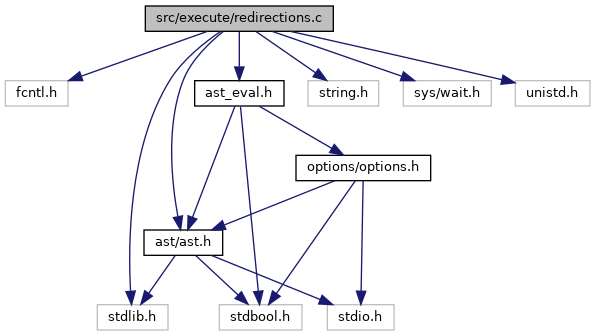 src/execute/redirections.c
fcntl.h
ast_eval.h
string.h
sys/wait.h
unistd.h
options/options.h
ast/ast.h
stdlib.h
stdbool.h
stdio.h